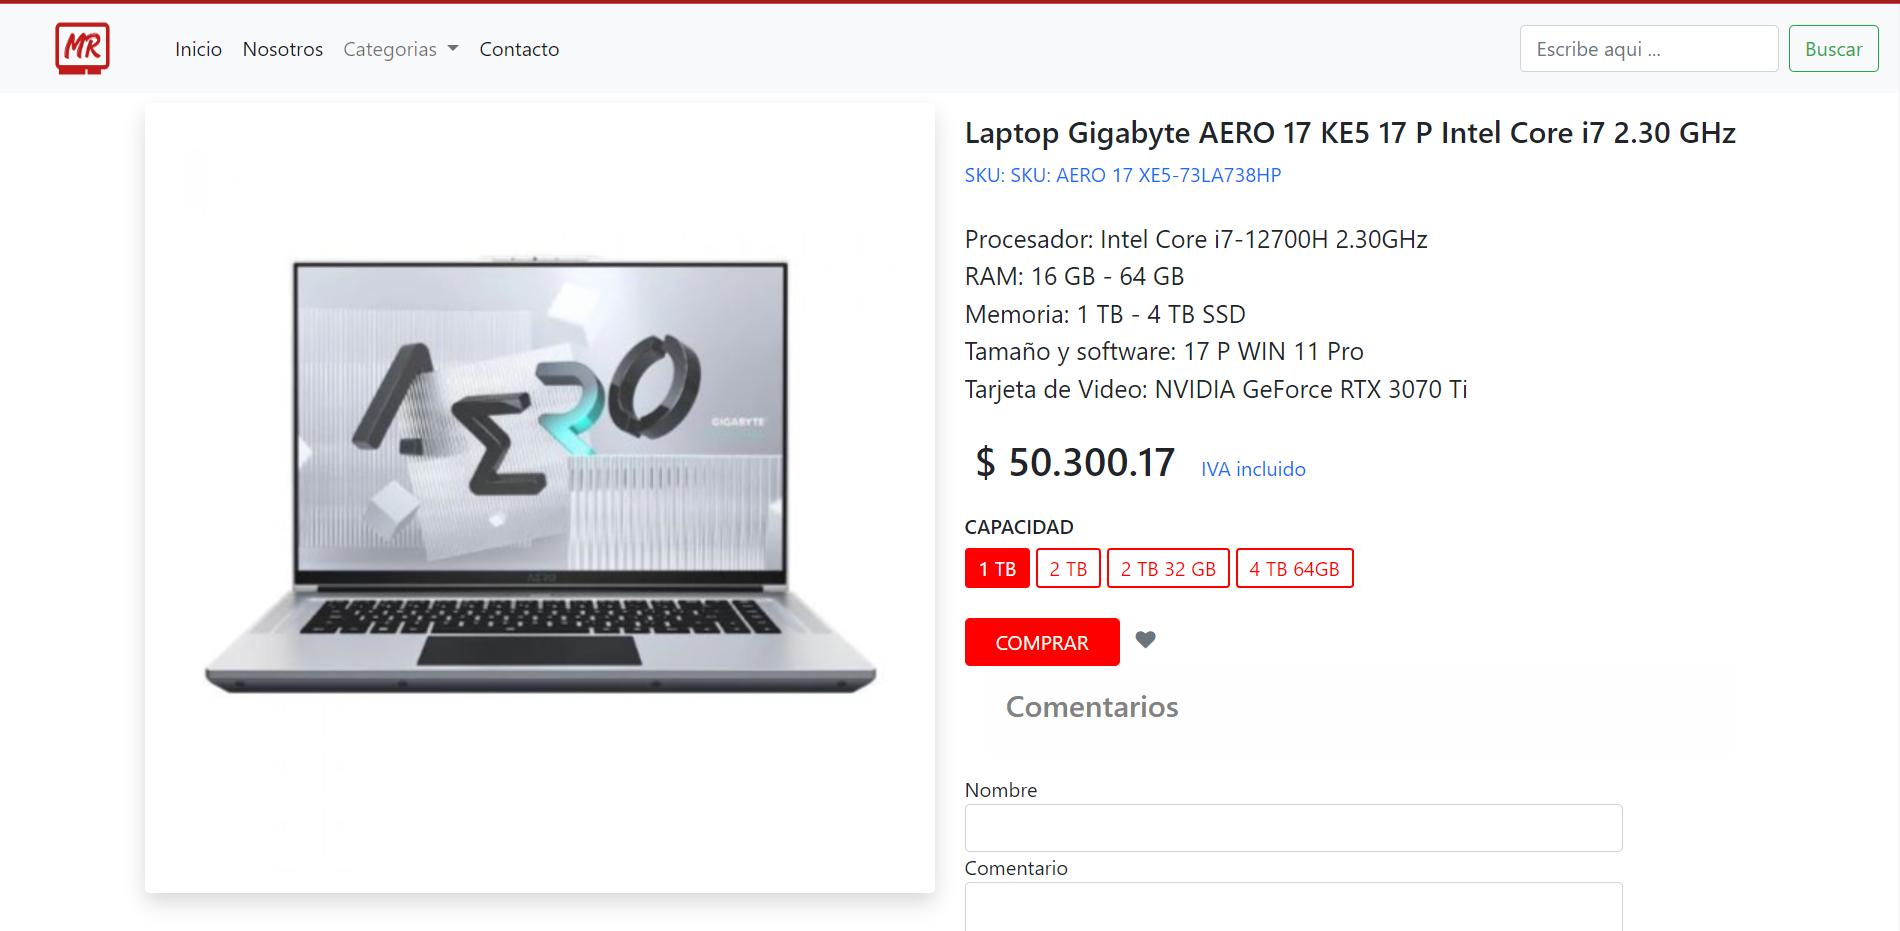 MR
Inicio Nosotros Categorias Contacto
Escribe aqui ... Buscar
AERO
GIGABYTE
AERO
Laptop Gigabyte AERO 17 KE5 17 P Intel Core i7 2.30 GHz
SKU: SKU: AERO 17 XE5-73LA738HP
Procesador: Intel Core i7-12700H 2.30GHz
RAM: 16 GB - 64 GB
Memoria: 1 TB - 4 TB SSD
Tamaño y software: 17 P WIN 11 Pro
Tarjeta de Video: NVIDIA GeForce RTX 3070 Ti
$ 50.300.17 IVA incluido
CAPACIDAD
1 TB 2 TB 2 TB 32 GB 4 TB 64GB
COMPRAR
Comentarios
Nombre
Comentario